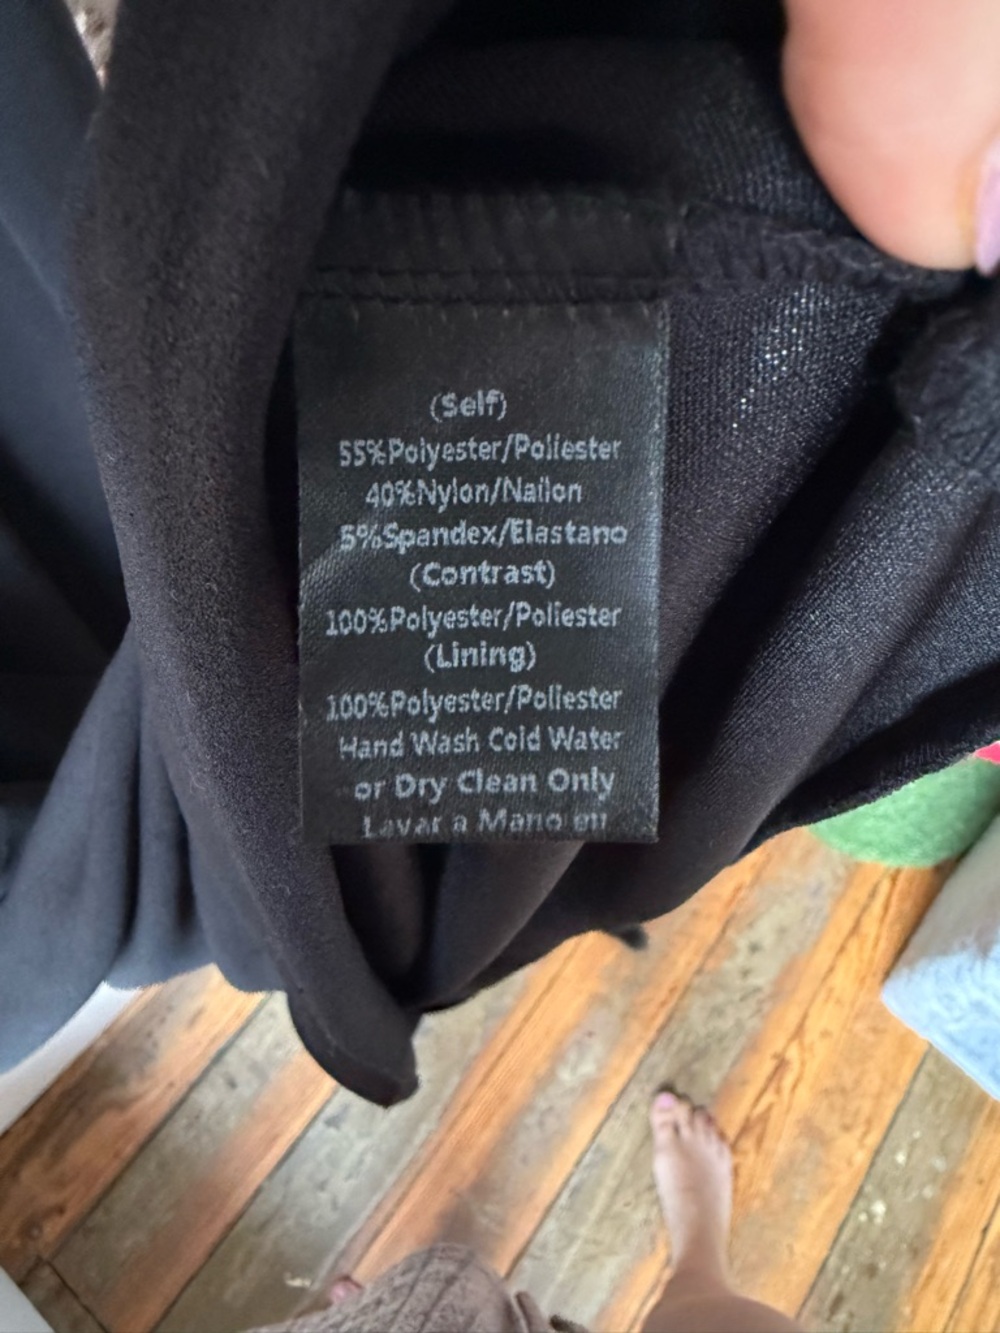 (Self)
55%Polyester/Poliester
40%Nylon/Nailon
5%Spandex/Elastano
(Contrast)
100%Polyester/Poliester
(Lining)
100%Polyester/Poliester
Hand Wash Cold Water
or Dry Clean Only
Lavar a Mano en